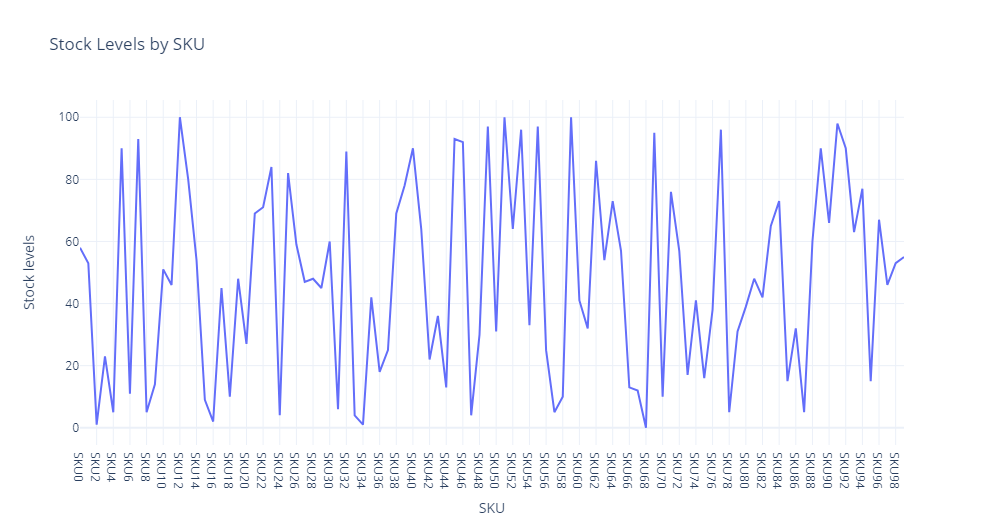 Stock Levels by SKU
100
80
60
40
20
0
Stock levels
SKU0
SKU2
SKU4
SKU6
SKU8
SKU10
SKU12
SKU14
SKU16
SKU18
SKU20
SKU22
SKU24
SKU26
SKU28
SKU30
SKU32
SKU34
SKU36
SKU38
SKU40
SKU42
SKU44
SKU46
SKU48
SKU50
SKU52
SKU54
SKU56
SKU58
SKU60
SKU62
SKU64
SKU66
SKU68
SKU70
SKU72
SKU74
SKU76
SKU78
SKU80
SKU82
SKU84
SKU86
SKU88
SKU90
SKU92
SKU94
SKU96
SKU98
SKU